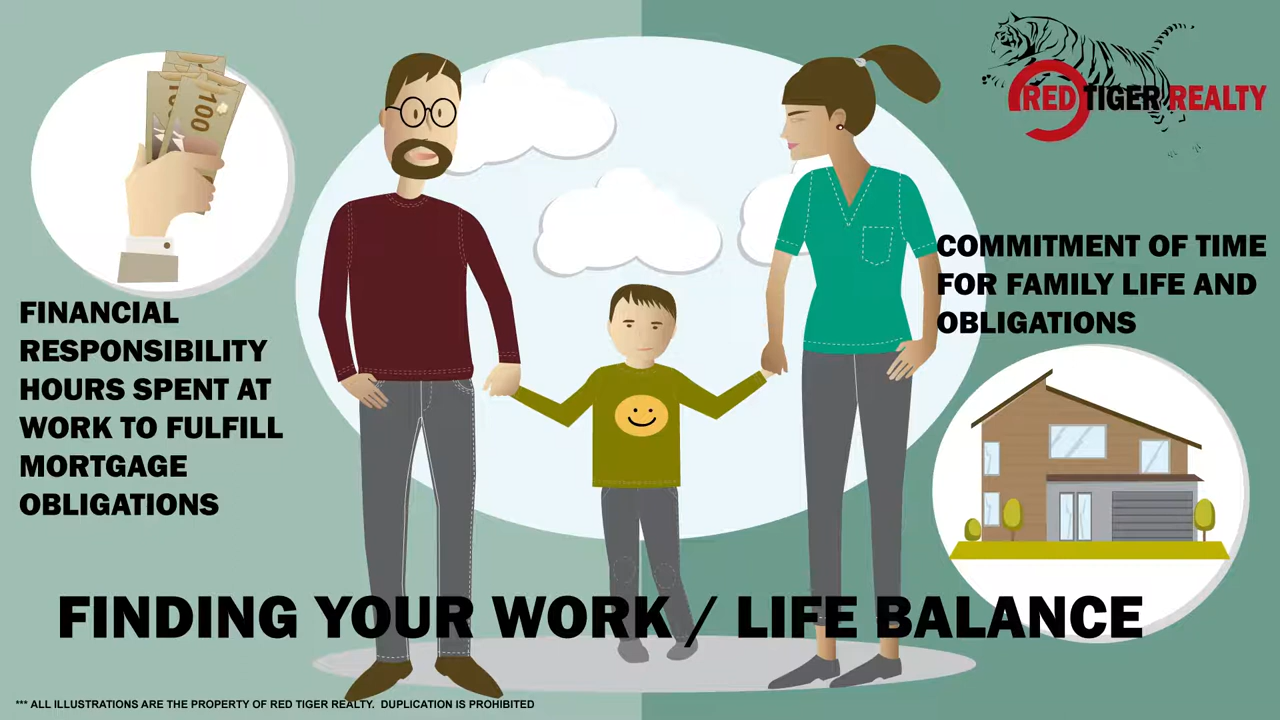 RED TIGER REALTY
100
COMMITMENT OF TIME
FOR FAMILY LIFE AND
OBLIGATIONS
FINANCIAL
RESPONSIBILITY
HOURS SPENT AT
WORK TO FULFILL
MORTGAGE
OBLIGATIONS
FINDING YOUR WORK / LIFE BALANCE
*** ALL ILLUSTRATIONS ARE THE PROPERTY OF RED TIGER REALTY. DUPLICATION IS PROHIBITED